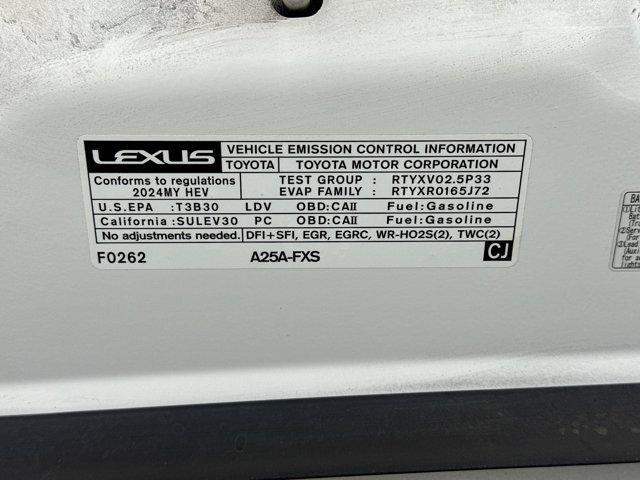 LEXUS VEHICLE EMISSION CONTROL INFORMATION
TOYOTA TOYOTA MOTOR CORPORATION
Conforms to regulations
2024MY HEV
TEST GROUP : RTYXV02.5P33
EVAP FAMILY : RTYXR0165J72
U.S.EPA :T3B30 LDV OBD:CAII Fuel:Gasoline
California:SULEV30 PC OBD:CAII Fuel:Gasoline
No adjustments needed. DFI+SFI, EGR, EGRC, WR-HO2S(2), TWC(2)
F0262 A25A-FXS CJ